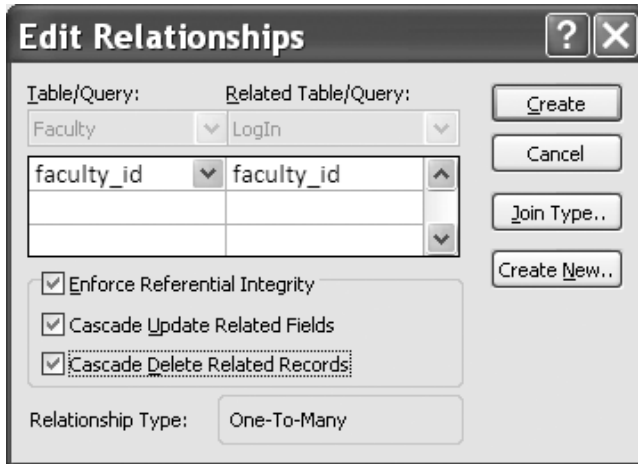 Edit Relationships
Table/Query: Related Table/Query:
Faculty LogIn
faculty_id faculty_id
Enforce Referential Integrity
Cascade Update Related Fields
Cascade Delete Related Records
Relationship Type: One-To-Many
Create
Cancel
Join Type..
Create New..